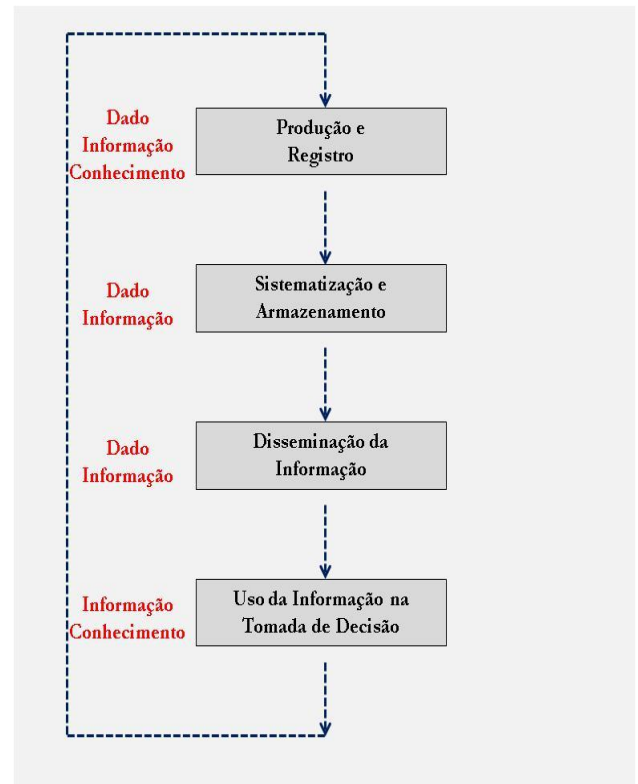 Dado
Informação
Conhecimento
Produção e
Registro
Dado
Informação
Sistematização e
Armazenamento
Dado
Informação
Disseminação da
Informação
Informação
Conhecimento
Uso da Informação na
Tomada de Decisão